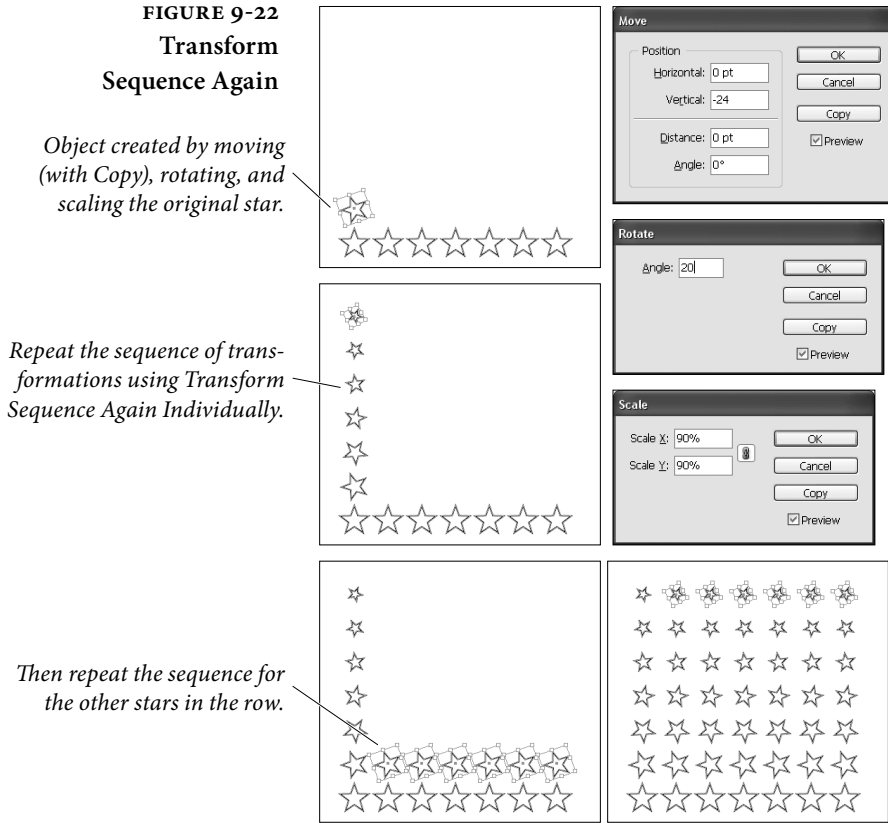 FIGURE 9-22
Transform
Sequence Again
Object created by moving
(with Copy), rotating, and
scaling the original star.
Move
Position
Horizontal: 0 pt
Vertical: -24
Distance: 0 pt
Angle: 0°
OK
Cancel
Copy
Preview
Rotate
Angle: 20
OK
Cancel
Copy
Preview
Repeat the sequence of trans-
formations using Transform
Sequence Again Individually.
Scale
Scale X: 90%
Scale Y: 90%
OK
Cancel
Copy
Preview
Then repeat the sequence for
the other stars in the row.